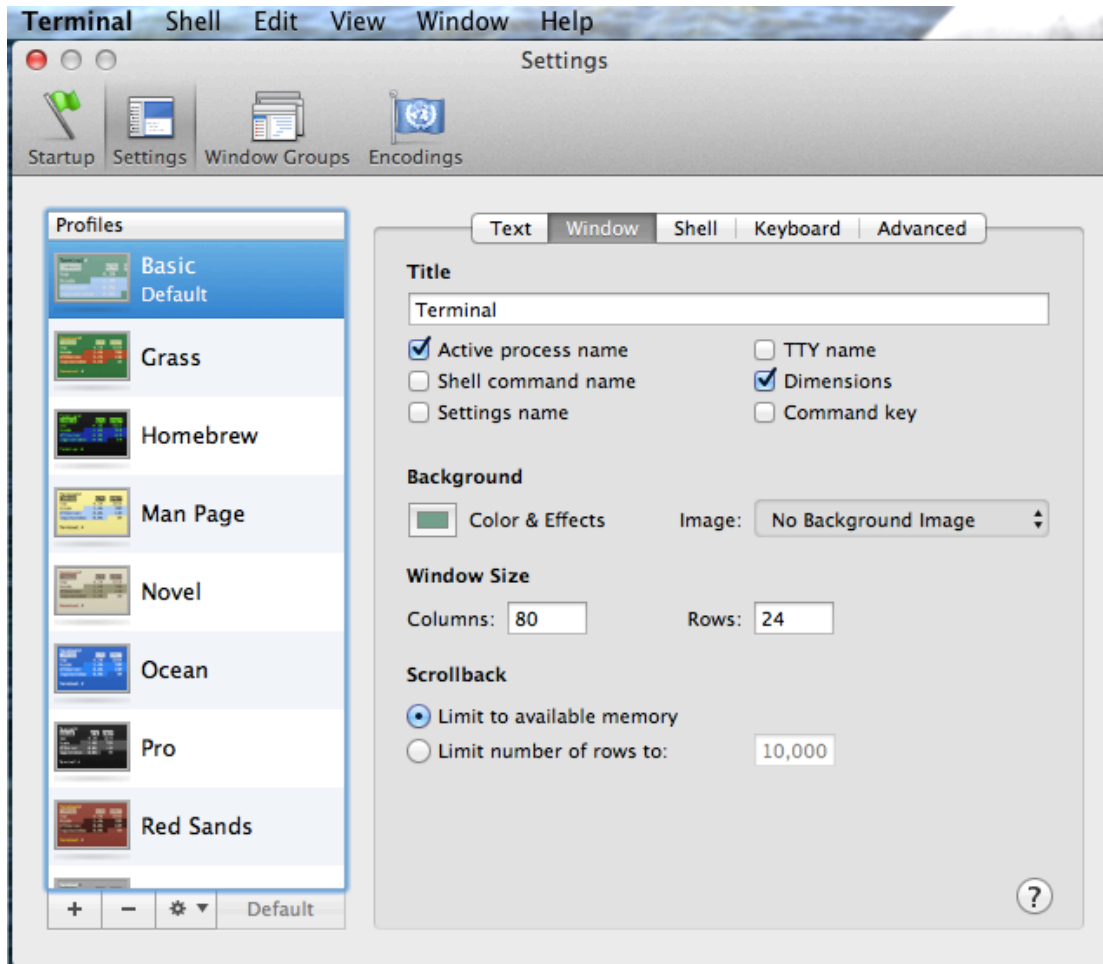 Terminal Shell Edit View Window Help
Settings
Startup Settings Window Groups Encodings
Profiles
Basic
Default
Grass
Homebrew
Man Page
Novel
Ocean
Pro
Red Sands
+ − Default
Text Window Shell Keyboard Advanced
Title
Terminal
Active process name TTY name
Shell command name Dimensions
Settings name Command key
Background
Color & Effects Image: No Background Image
Window Size
Columns: 80 Rows: 24
Scrollback
Limit to available memory
Limit number of rows to: 10,000
?